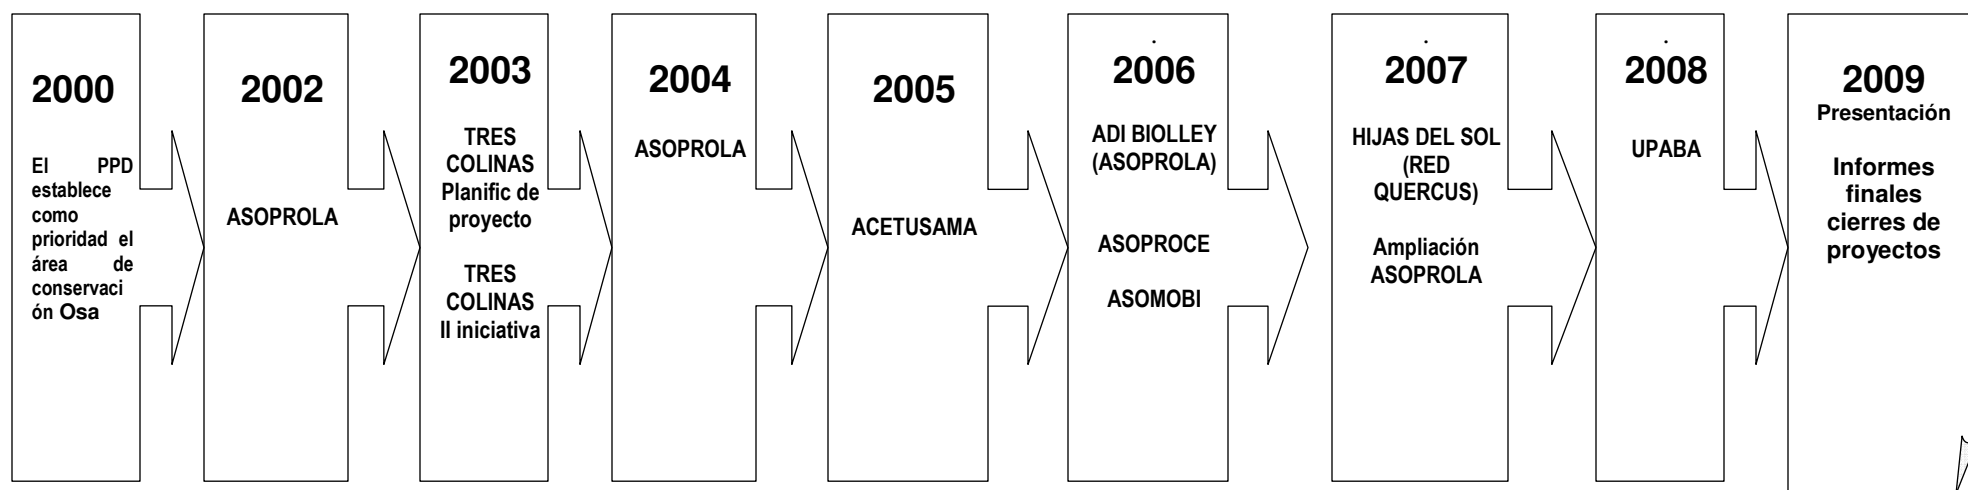 2000
El PPD
establece
como
prioridad el
área de
conservaci
ón Osa
2002
ASOPROLA
2003
TRES
COLINAS
Planific de
proyecto
TRES
COLINAS
II iniciativa
2004
ASOPROLA
2005
ACETUSAMA
.
2006
ADI BIOLLEY
(ASOPROLA)
ASOPROCE
ASOMOBI
.
2007
HIJAS DEL SOL
(RED
QUERCUS)
Ampliación
ASOPROLA
.
2008
UPABA
2009
Presentación
Informes
finales
cierres de
proyectos